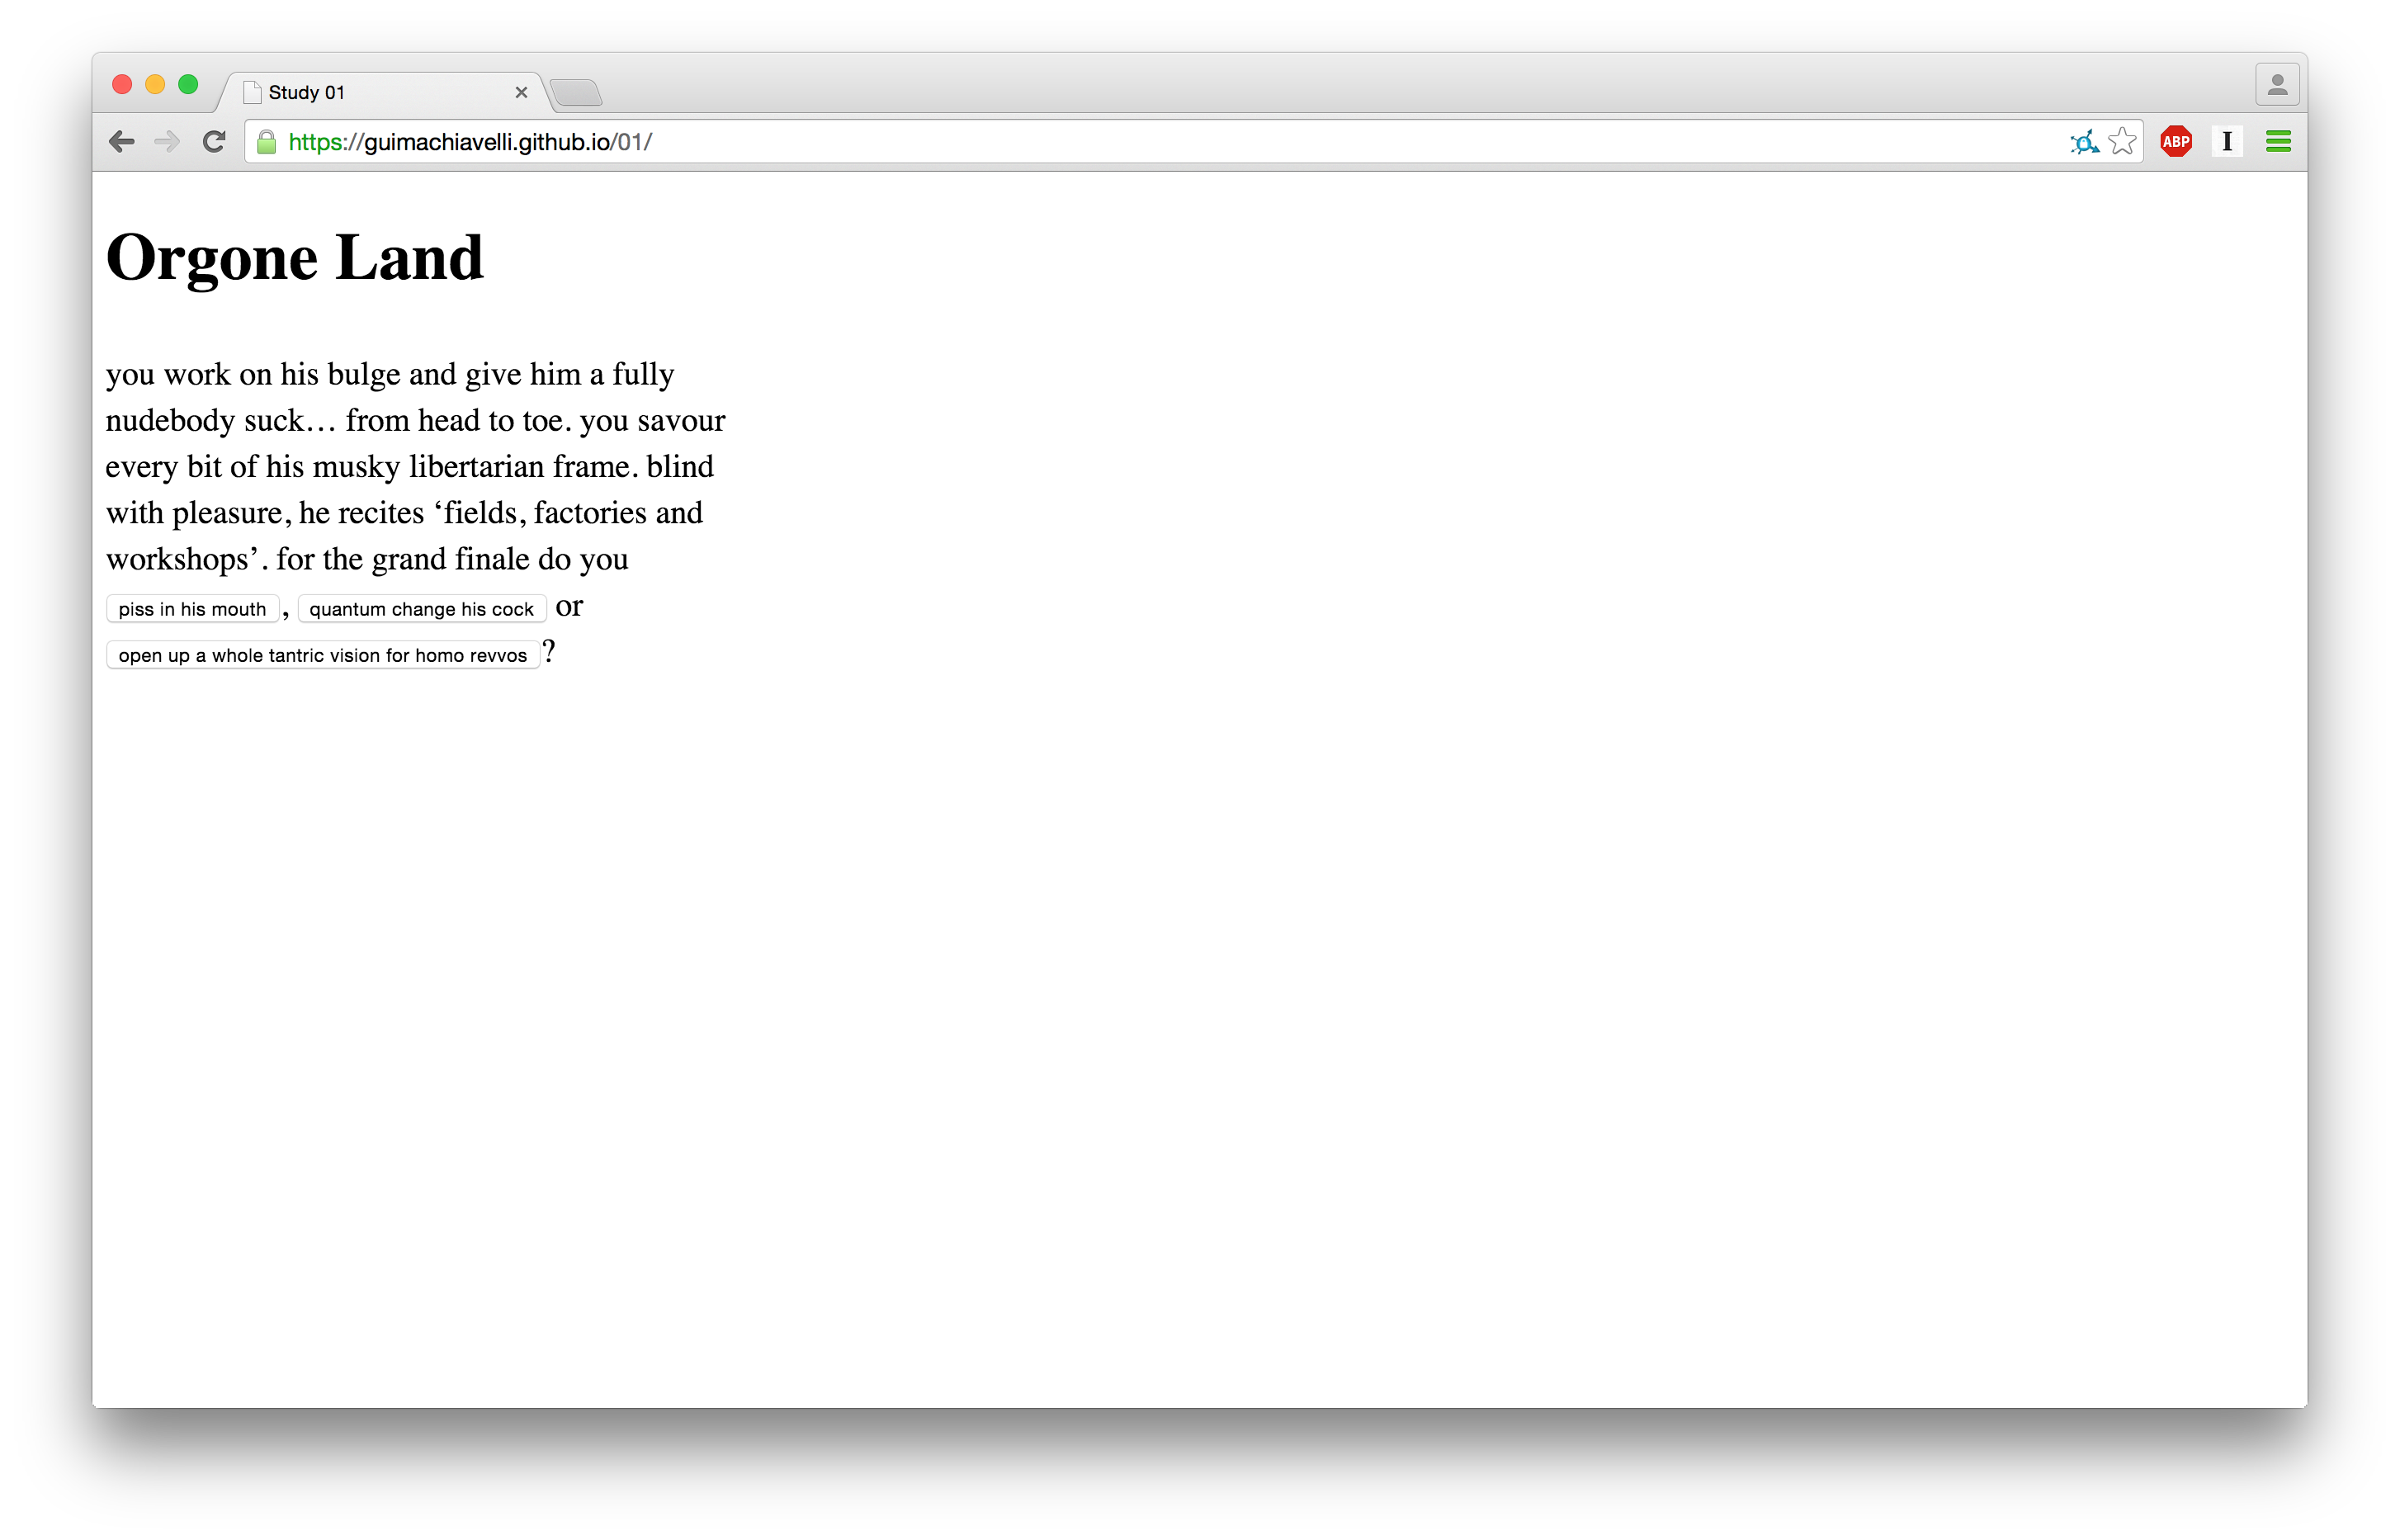 Study 01
https://guimachiavelli.github.io/01/
ABP
I
Orgone Land
you work on his bulge and give him a fully
nudebody suck… from head to toe. you savour
every bit of his musky libertarian frame. blind
with pleasure, he recites ‘fields, factories and
workshops’. for the grand finale do you
piss in his mouth, quantum change his cock or
open up a whole tantric vision for homo revvos?